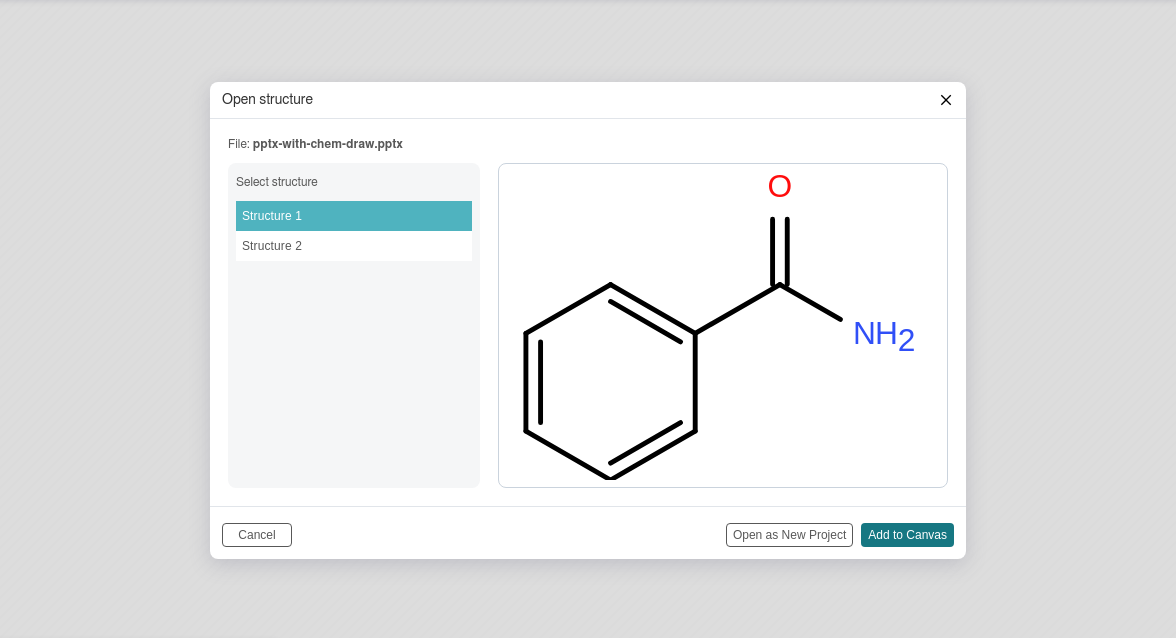 Open structure
File: pptx-with-chem-draw.pptx
Select structure
Structure 1
Structure 2
O
NH2
Cancel
Open as New Project
Add to Canvas